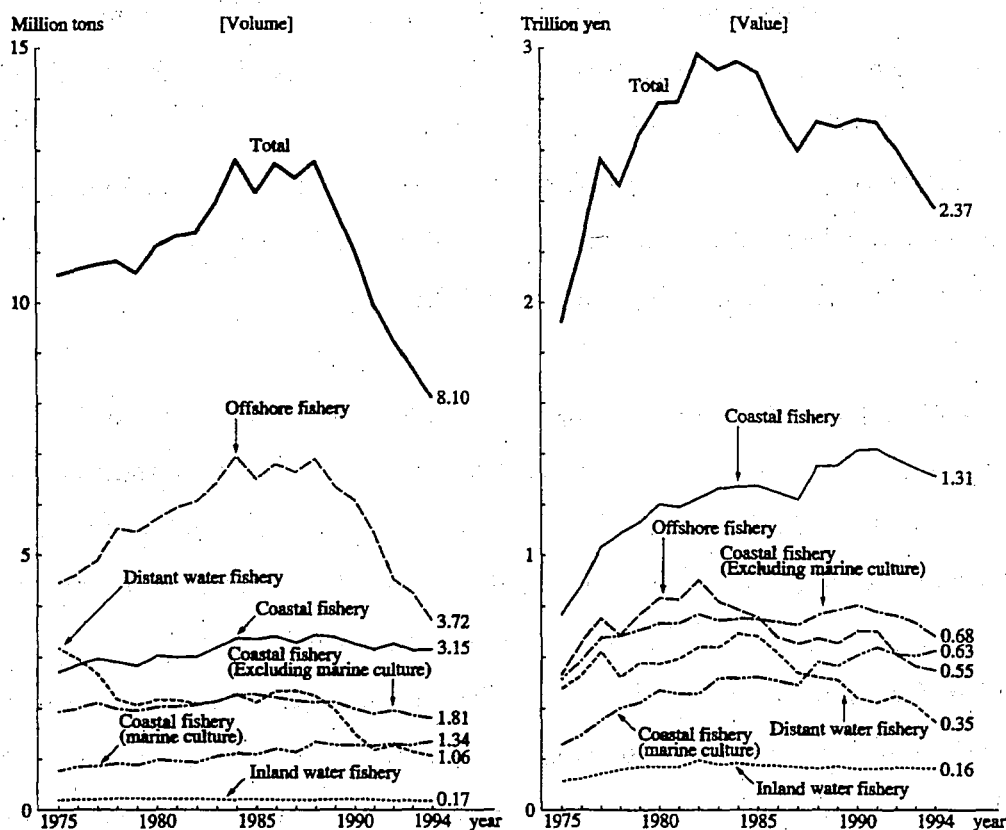 Million tons
[Volume]
15
10
5
0
Total
8.10
Offshore fishery
Distant water fishery
3.72
Coastal fishery
3.15
Coastal fishery
(Excluding marine culture)
1.81
Coastal fishery
(marine culture)
1.34
1.06
Inland water fishery
0.17
1975 1980 1985 1990 1994 year
Trillion yen
[Value]
3
2
1
0
Total
2.37
Coastal fishery
1.31
Offshore fishery
Coastal fishery
(Excluding marine culture)
0.68
0.63
0.55
Distant water fishery
0.35
Coastal fishery
(marine culture)
0.16
Inland water fishery
1975 1980 1985 1990 1994 year